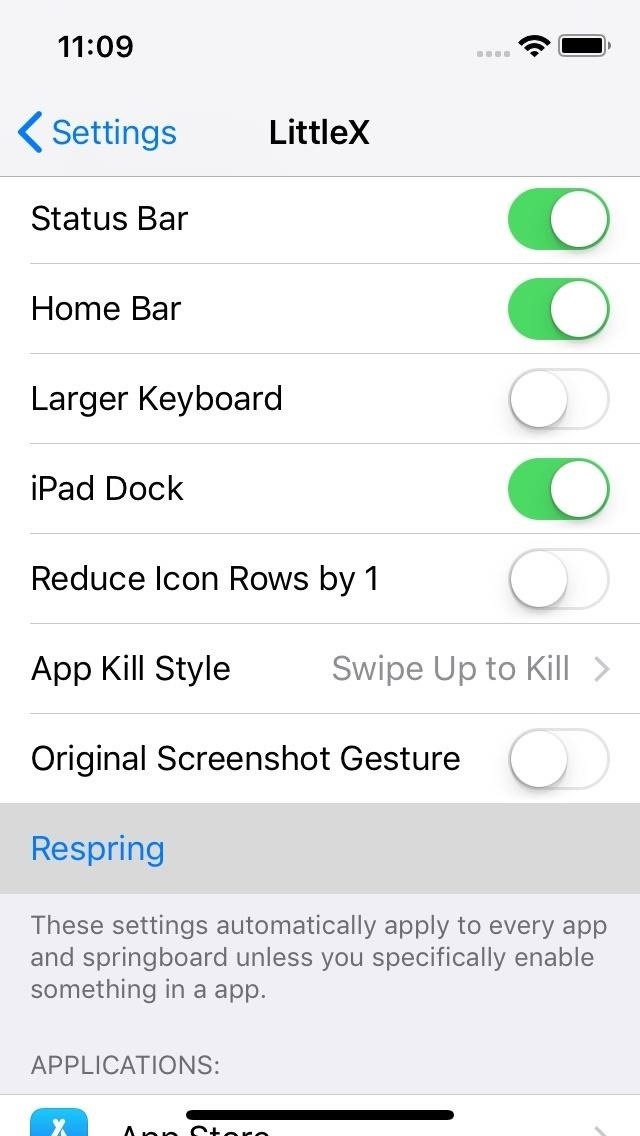 11:09
Settings
LittleX
Status Bar
Home Bar
Larger Keyboard
iPad Dock
Reduce Icon Rows by 1
App Kill Style
Swipe Up to Kill
Original Screenshot Gesture
Respring
These settings automatically apply to every app
and springboard unless you specifically enable
something in a app.
APPLICATIONS:
App Store